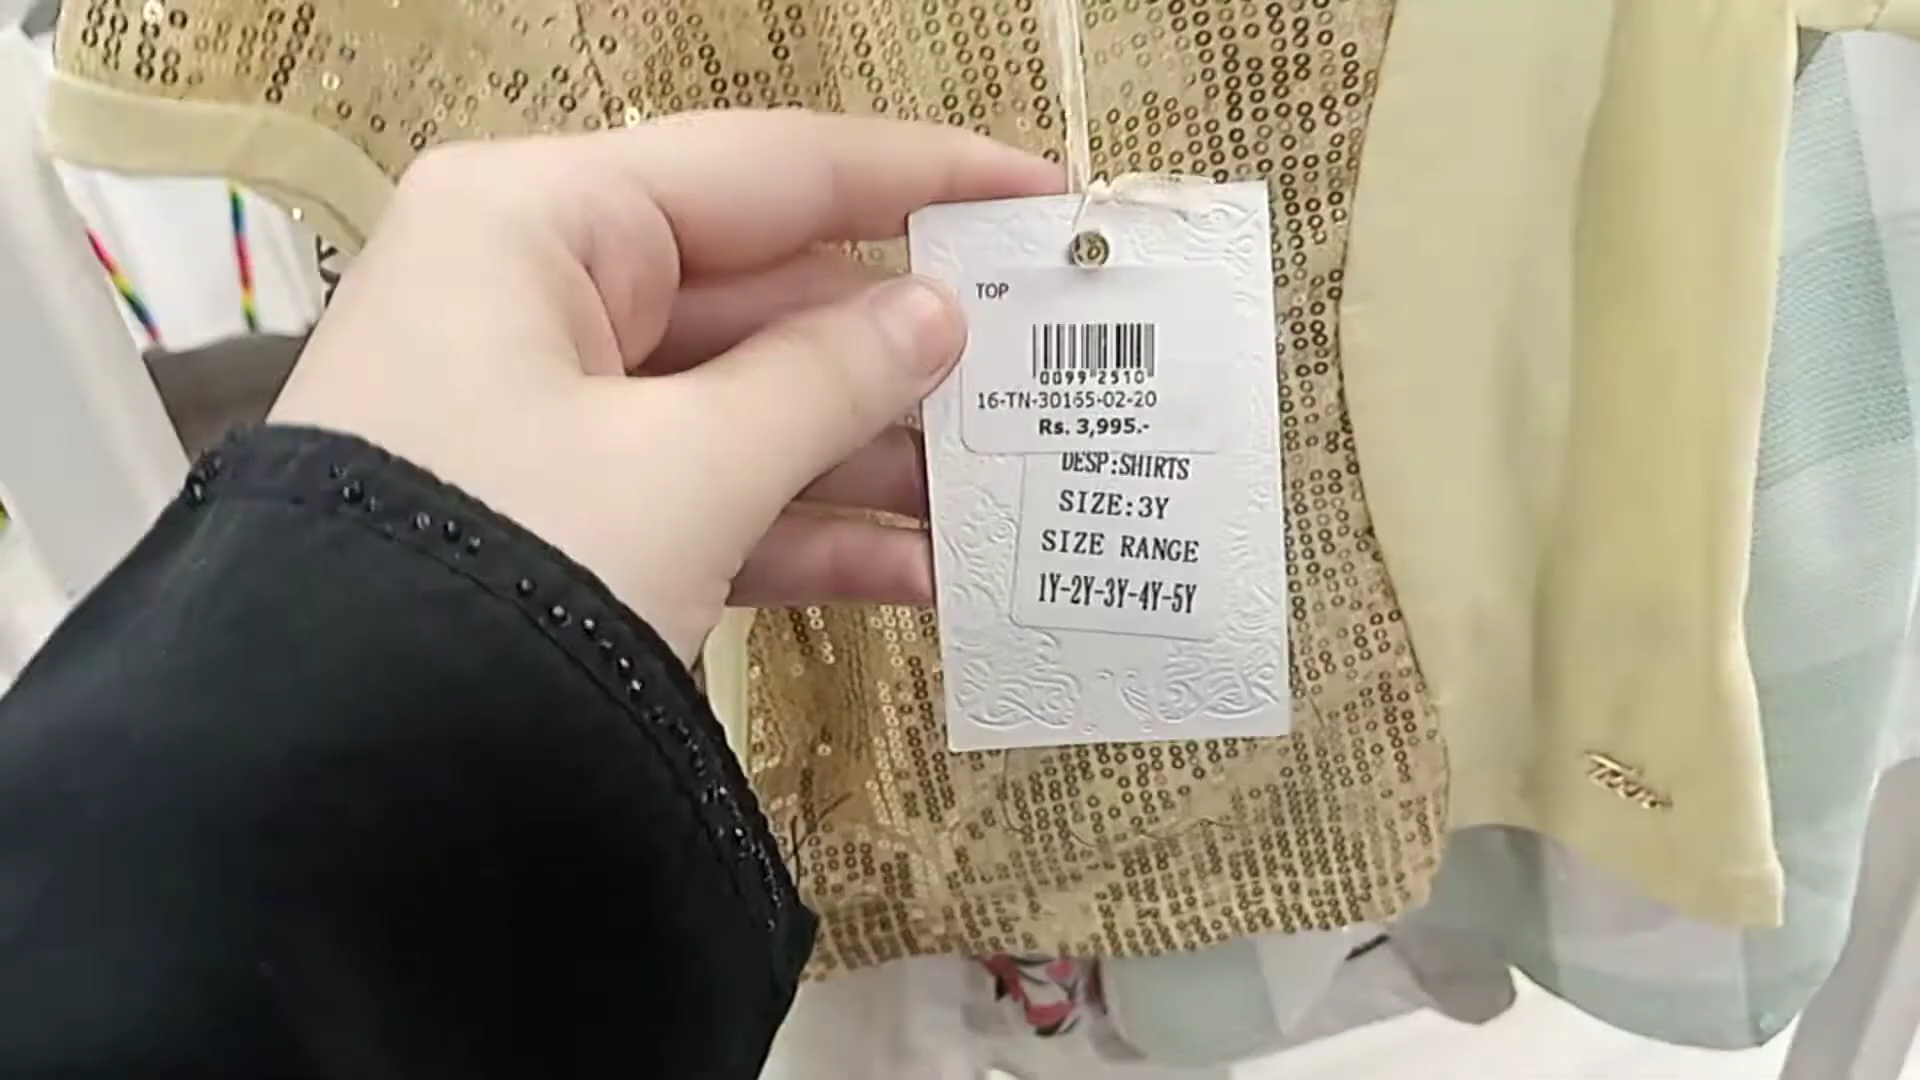 TOP
0099 2510
16-TN-30165-02-20
Rs. 3,995.-
DESP:SHIRTS
SIZE:3Y
SIZE RANGE
1Y-2Y-3Y-4Y-5Y